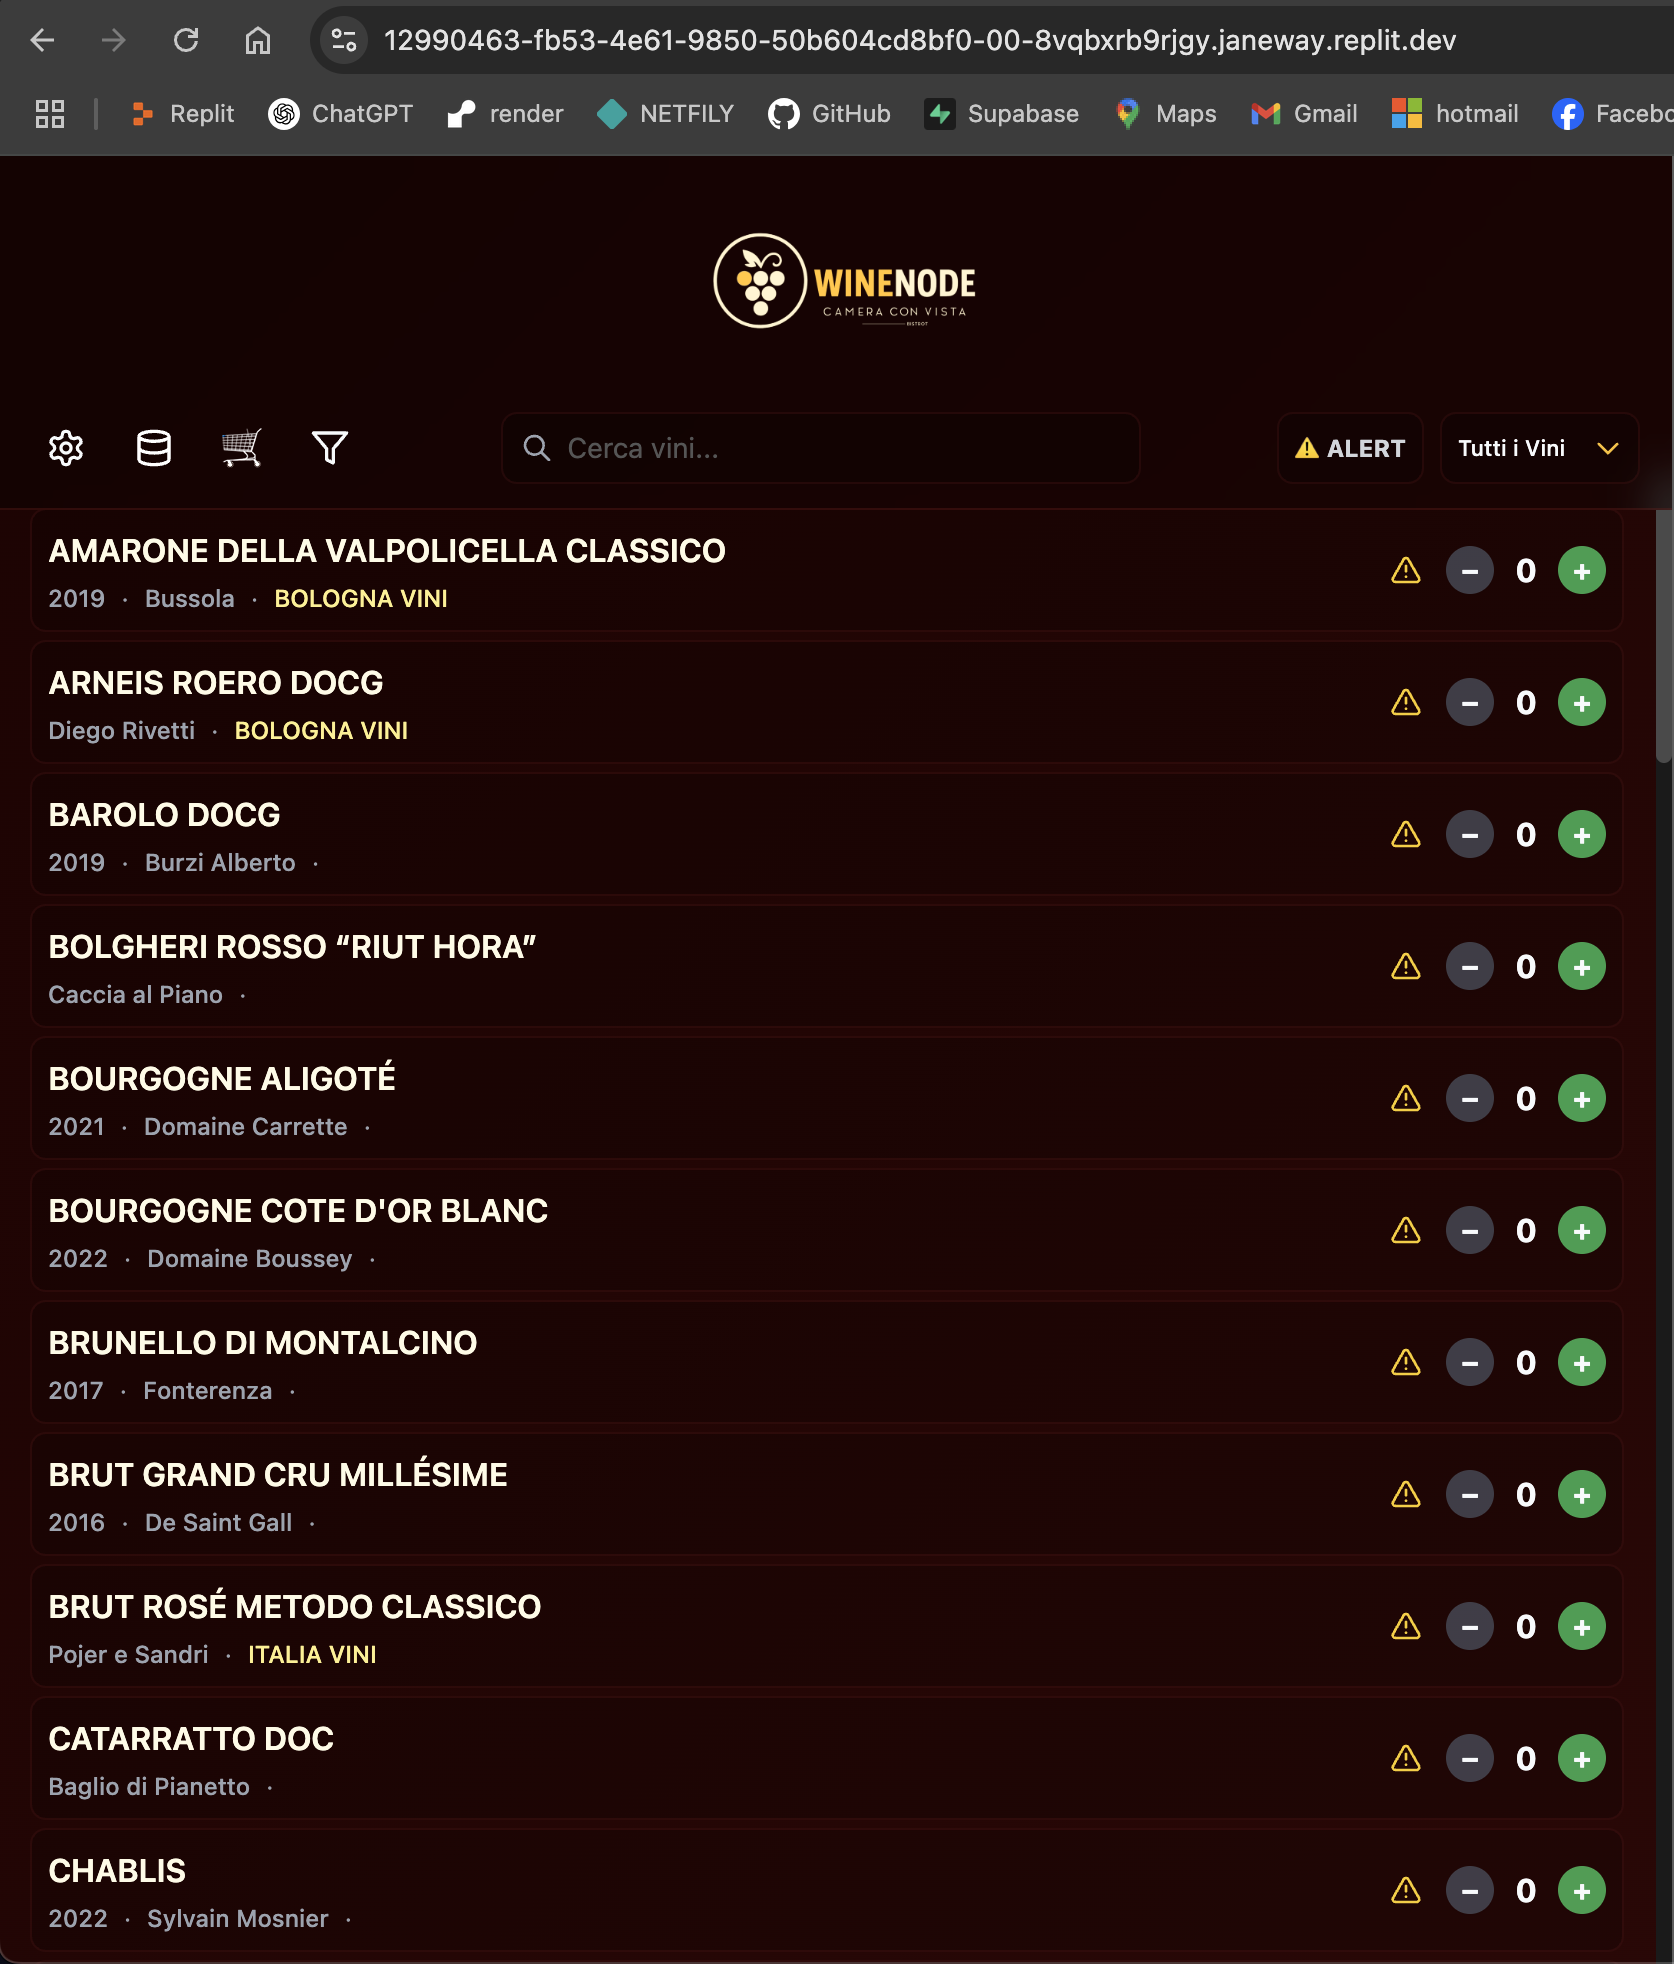 12990463-fb53-4e61-9850-50b604cd8bf0-00-8vqbxrb9rjgy.janeway.replit.dev
Replit ChatGPT render NETFILY GitHub Supabase Maps Gmail hotmail Facebo
WINENODE
CAMERA CON VISTA
BISTROT
Cerca vini... ALERT Tutti i Vini
AMARONE DELLA VALPOLICELLA CLASSICO
2019 · Bussola · BOLOGNA VINI
0
ARNEIS ROERO DOCG
Diego Rivetti · BOLOGNA VINI
0
BAROLO DOCG
2019 · Burzi Alberto ·
0
BOLGHERI ROSSO “RIUT HORA”
Caccia al Piano ·
0
BOURGOGNE ALIGOTÉ
2021 · Domaine Carrette ·
0
BOURGOGNE COTE D'OR BLANC
2022 · Domaine Boussey ·
0
BRUNELLO DI MONTALCINO
2017 · Fonterenza ·
0
BRUT GRAND CRU MILLÉSIME
2016 · De Saint Gall ·
0
BRUT ROSÉ METODO CLASSICO
Pojer e Sandri · ITALIA VINI
0
CATARRATTO DOC
Baglio di Pianetto ·
0
CHABLIS
2022 · Sylvain Mosnier ·
0